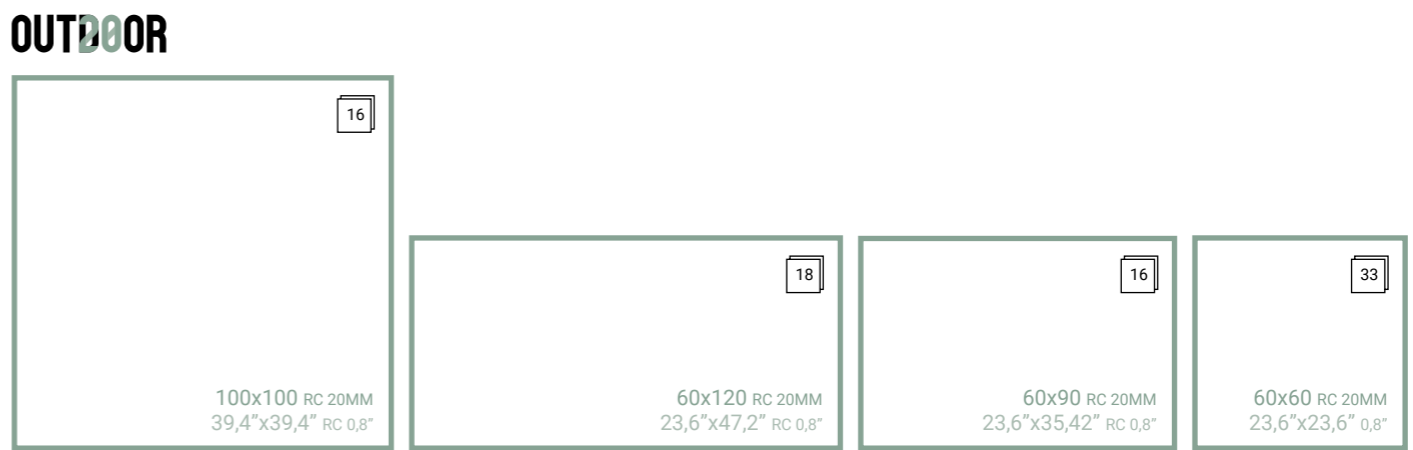 OUTD20OOR
16
100x100 RC 20MM
39,4”x39,4” RC 0,8”
18
60x120 RC 20MM
23,6”x47,2” RC 0,8”
16
60x90 RC 20MM
23,6”x35,42” RC 0,8”
33
60x60 RC 20MM
23,6”x23,6” 0,8”